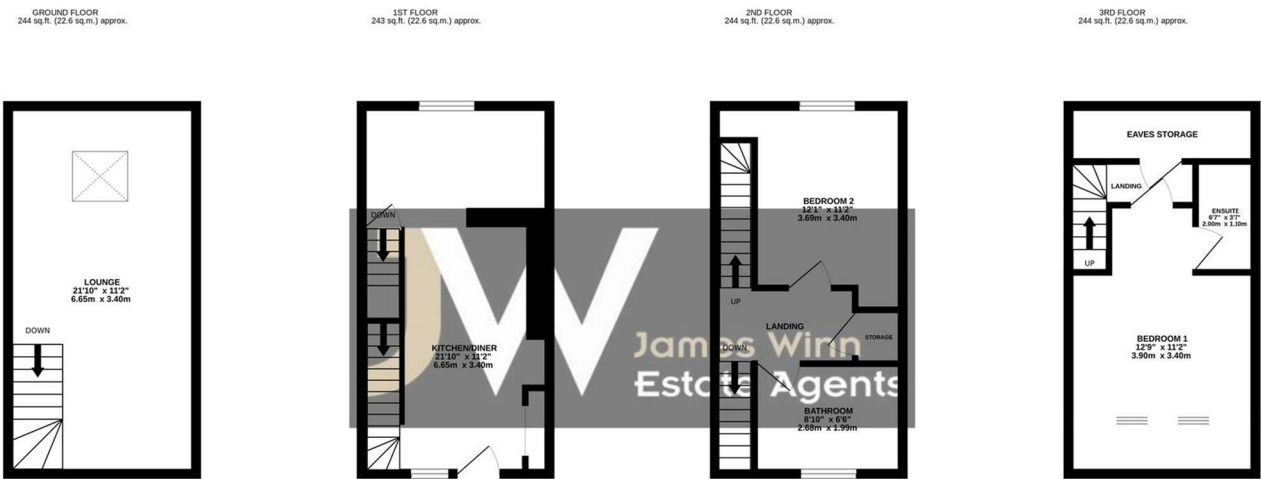 GROUND FLOOR
244 sq.ft. (22.6 sq.m.) approx.
1ST FLOOR
243 sq.ft. (22.6 sq.m.) approx.
2ND FLOOR
244 sq.ft. (22.6 sq.m.) approx.
3RD FLOOR
244 sq.ft. (22.6 sq.m.) approx.
LOUNGE
21'10" x 11'2"
6.65m x 3.40m
DOWN
DOWN
KITCHEN/DINER
21'10" x 11'2"
6.65m x 3.40m
JW
James Winn
Estate Agents
BEDROOM 2
12'1" x 11'2"
3.69m x 3.40m
UP
LANDING
DOWN
STORAGE
BATHROOM
8'10" x 6'6"
2.68m x 1.99m
EAVES STORAGE
LANDING
ENSUITE
6'7" x 3'7"
2.00m x 1.10m
UP
BEDROOM 1
12'9" x 11'2"
3.90m x 3.40m